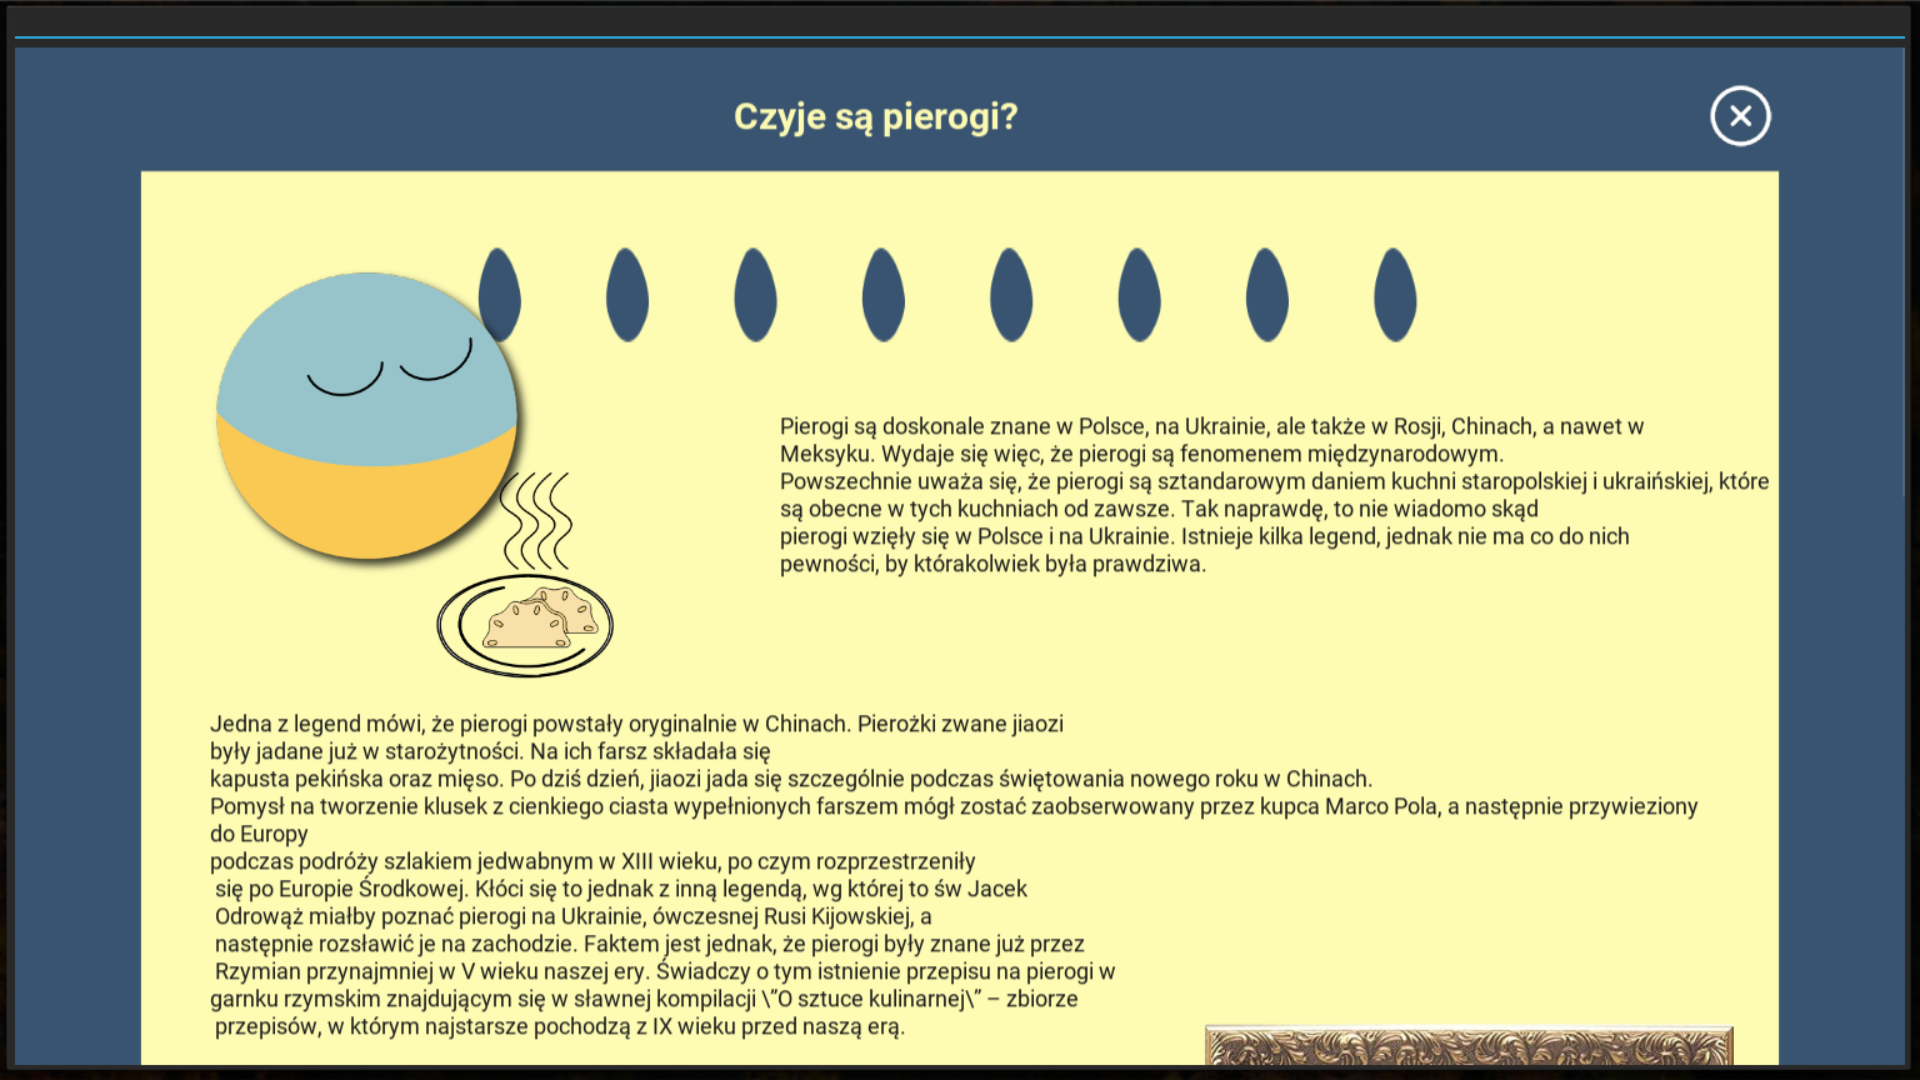 Czyje są pierogi?
Pierogi są doskonale znane w Polsce, na Ukrainie, ale także w Rosji, Chinach, a nawet w
Meksyku. Wydaje się więc, że pierogi są fenomenem międzynarodowym.
Powszechnie uważa się, że pierogi są sztandarowym daniem kuchni staropolskiej i ukraińskiej, które
są obecne w tych kuchniach od zawsze. Tak naprawdę, to nie wiadomo skąd
pierogi wzięły się w Polsce i na Ukrainie. Istnieje kilka legend, jednak nie ma co do nich
pewności, by którakolwiek była prawdziwa.
Jedna z legend mówi, że pierogi powstały oryginalnie w Chinach. Pierożki zwane jiaozi
były jadane już w starożytności. Na ich farsz składała się
kapusta pekińska oraz mięso. Po dziś dzień, jiaozi jada się szczególnie podczas świętowania nowego roku w Chinach.
Pomysł na tworzenie klusek z cienkiego ciasta wypełnionych farszem mógł zostać zaobserwowany przez kupca Marco Pola, a następnie przywieziony
do Europy
podczas podróży szlakiem jedwabnym w XIII wieku, po czym rozprzestrzeniły
się po Europie Środkowej. Kłóci się to jednak z inną legendą, wg której to św Jacek
Odrowąż miałby poznać pierogi na Ukrainie, ówczesnej Rusi Kijowskiej, a
następnie rozsławić je na zachodzie. Faktem jest jednak, że pierogi były znane już przez
Rzymian przynajmniej w V wieku naszej ery. Świadczy o tym istnienie przepisu na pierogi w
garnku rzymskim znajdującym się w sławnej kompilacji \"O sztuce kulinarnej\" – zbiorze
przepisów, w którym najstarsze pochodzą z IX wieku przed naszą erą.